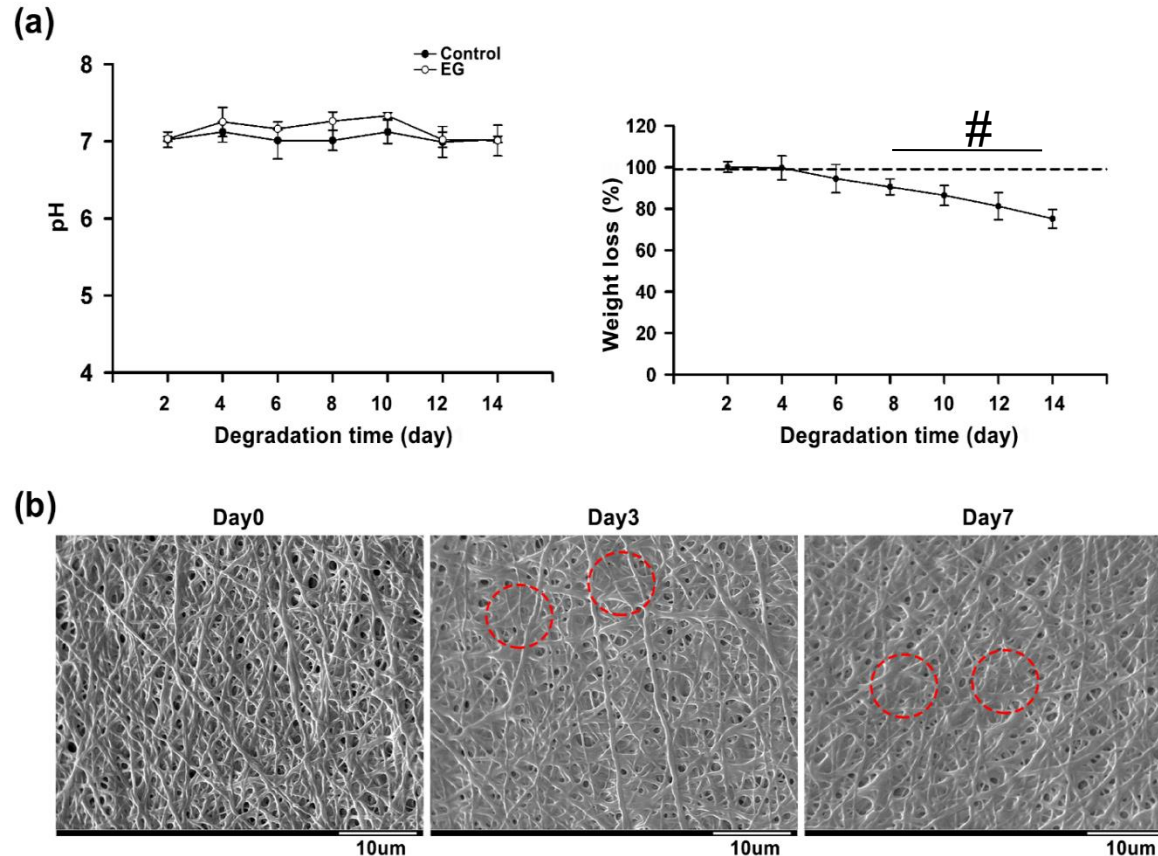 (a)
Control
EG
8
7
6
5
4
pH
2 4 6 8 10 12 14
Degradation time (day)
#
120
100
80
60
40
20
0
Weight loss (%)
2 4 6 8 10 12 14
Degradation time (day)
(b)
Day0
Day3
Day7
10um
10um
10um